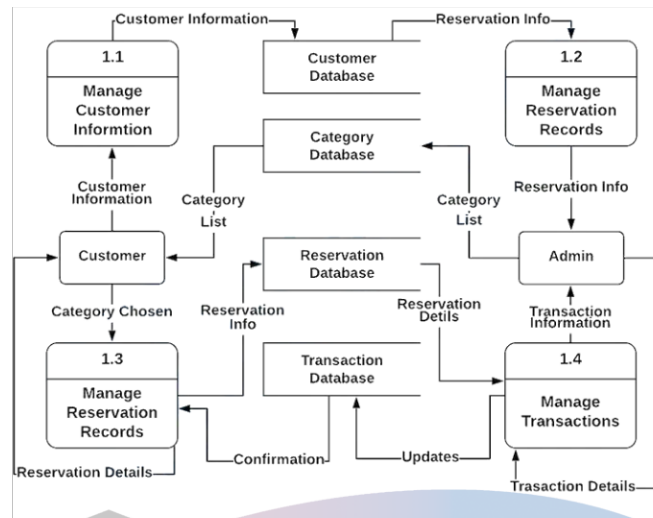 Customer Information
Reservation Info
1.1
Manage
Customer
Informtion
Customer
Database
1.2
Manage
Reservation
Records
Category
Database
Customer
Information
Category
List
Category
List
Reservation Info
Customer
Reservation
Database
Admin
Category Chosen
Reservation
Info
Reservation
Detils
Transaction
Information
1.3
Manage
Reservation
Records
Transaction
Database
1.4
Manage
Transactions
Reservation Details
Confirmation
Updates
Trasaction Details